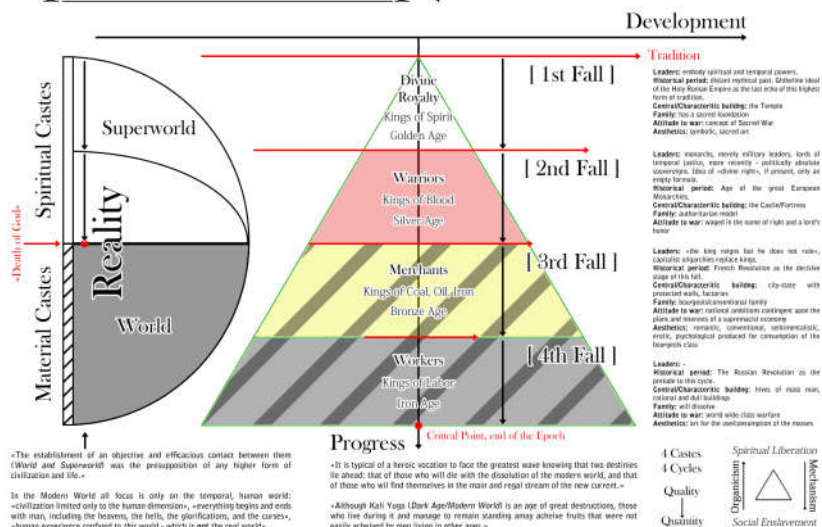 Development
Tradition
[ 1st Fall ]
Divine
Royalty
Kings of Spirit
Golden Age
[ 2nd Fall ]
Warriors
Kings of Blood
Silver Age
[ 3rd Fall ]
Merchants
Kings of Coal, Oil, Iron
Bronze Age
[ 4th Fall ]
Workers
Kings of Labor
Iron Age
Progress
Critical Point, end of the Epoch
Spiritual Castes
Material Castes
«Death of God»
Superworld
Reality
World
Leaders: embody spiritual and temporal powers.
Historical period: distant mythical past. Ghibeline ideal
of the Holy Roman Empire as the last echo of this highest
form of tradition.
Central/Characteritic building: the Temple
Family: has a sacred foundation
Attitude to war: concept of Sacred War
Aesthetics: symbolic, sacred art
Leaders: monarchs, merely military leaders, lords of
temporal justice, more recently - politically absolute
sovereigns. Idea of «divine right», if present, only an
empty formula.
Historical period: Age of the great European
Monarchies.
Central/Characteritic building: the Castle/Fortress
Family: authoritarian model
Attitude to war: waged in the name of right and a lord's
honor
Leaders: «the king reigns but he does not rule»,
capitalist oligarchies replace kings.
Historical period: French Revolution as the decisive
stage of this fall.
Central/Characteritic building: city-state with
protected walls, factories
Family: bourgeois/conventional family
Attitude to war: national ambitions contingent upon the
plans and interests of a supremacist economy
Aesthetics: romantic, conventional, sentimentalistic,
erotic, psychological produced for consumption of the
bourgeois class
Leaders: -
Historical period: The Russian Revolution as the
prelude to this cycle.
Central/Characteritic building: hives of mass man,
rational and dull buildings
Family: will dissolve
Attitude to war: world wide class warfare
Aesthetics: art for the of the masses
«The establishment of an objective and efficacious contact between them
(World and Superworld) was the presupposition of any higher form of
civilization and life.»
In the Modern World all focus is only on the temporal, human world:
«civilization limited only to the human dimension», «everything begins and ends
with man, including the heavens, the hells, the glorifications, and the curses»,
«human experience confined to this world - which is not the real world»
«It is typical of a heroic vocation to face the greatest wave knowing that two destinies
lie ahead: that of those who will die with the dissolution of the modern world, and that
of those who will find themselves in the main and regal stream of the new current.»
«Although Kali Yuga (Dark Age/Modern World) is an age of great destructions, those
who live during it and manage to remain standing amay acheive fruits that were not
easily acheived by men living in other ages.»
4 Castes
4 Cycles
Quality
Quantity
Spiritual Liberation
Organicism
Mechanism
Social Enslavement